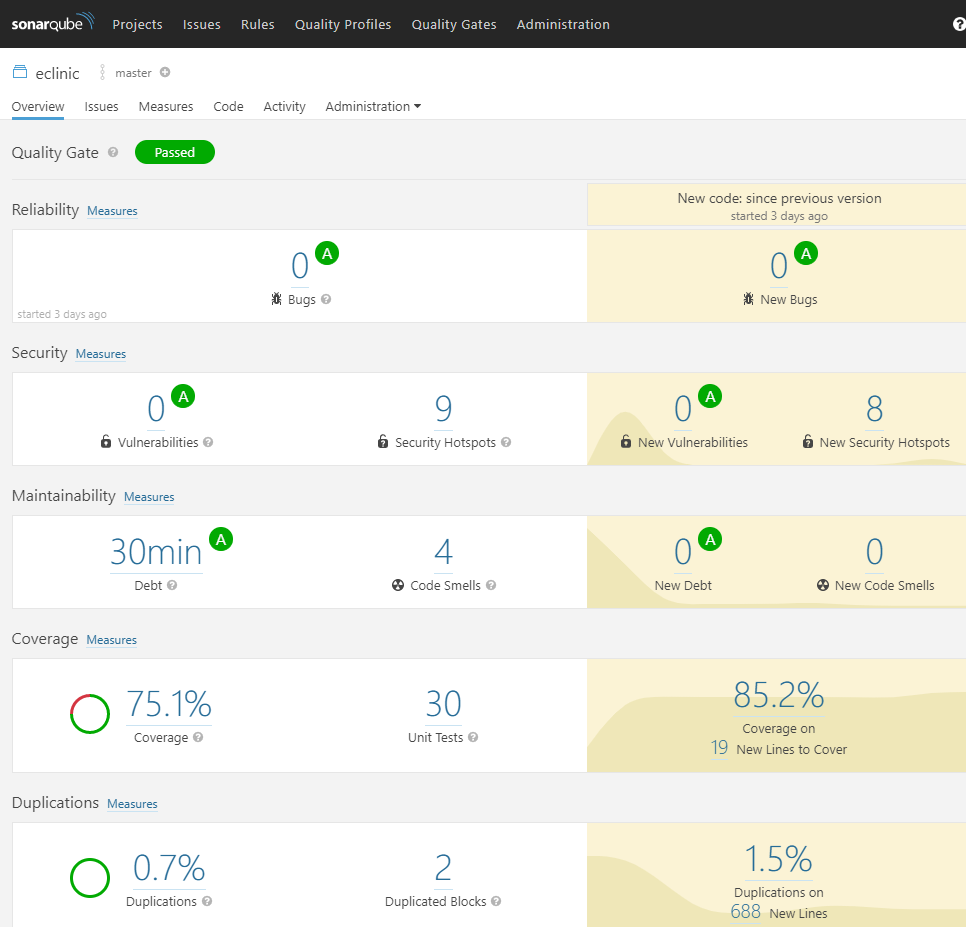 sonarqube Projects Issues Rules Quality Profiles Quality Gates Administration ?
eclinic master
Overview Issues Measures Code Activity Administration
Quality Gate ? Passed
New code: since previous version
started 3 days ago
Reliability Measures
0 A
Bugs ?
started 3 days ago
0 A
New Bugs
Security Measures
0 A
Vulnerabilities ?
9
Security Hotspots ?
0 A
New Vulnerabilities
8
New Security Hotspots
Maintainability Measures
30min A
Debt ?
4
Code Smells ?
0 A
New Debt
0
New Code Smells
Coverage Measures
75.1%
Coverage ?
30
Unit Tests ?
85.2%
Coverage on
19 New Lines to Cover
Duplications Measures
0.7%
Duplications ?
2
Duplicated Blocks ?
1.5%
Duplications on
688 New Lines